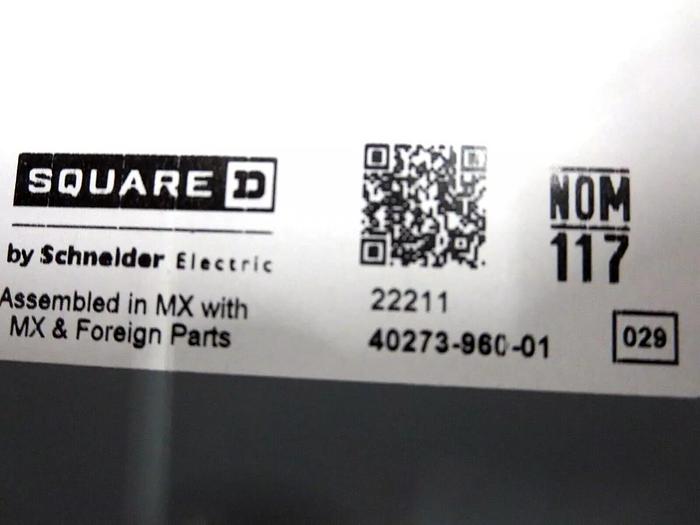 SQUARE D
by Schneider Electric
Assembled in MX with
MX & Foreign Parts
22211
40273-960-01
NOM
117
029